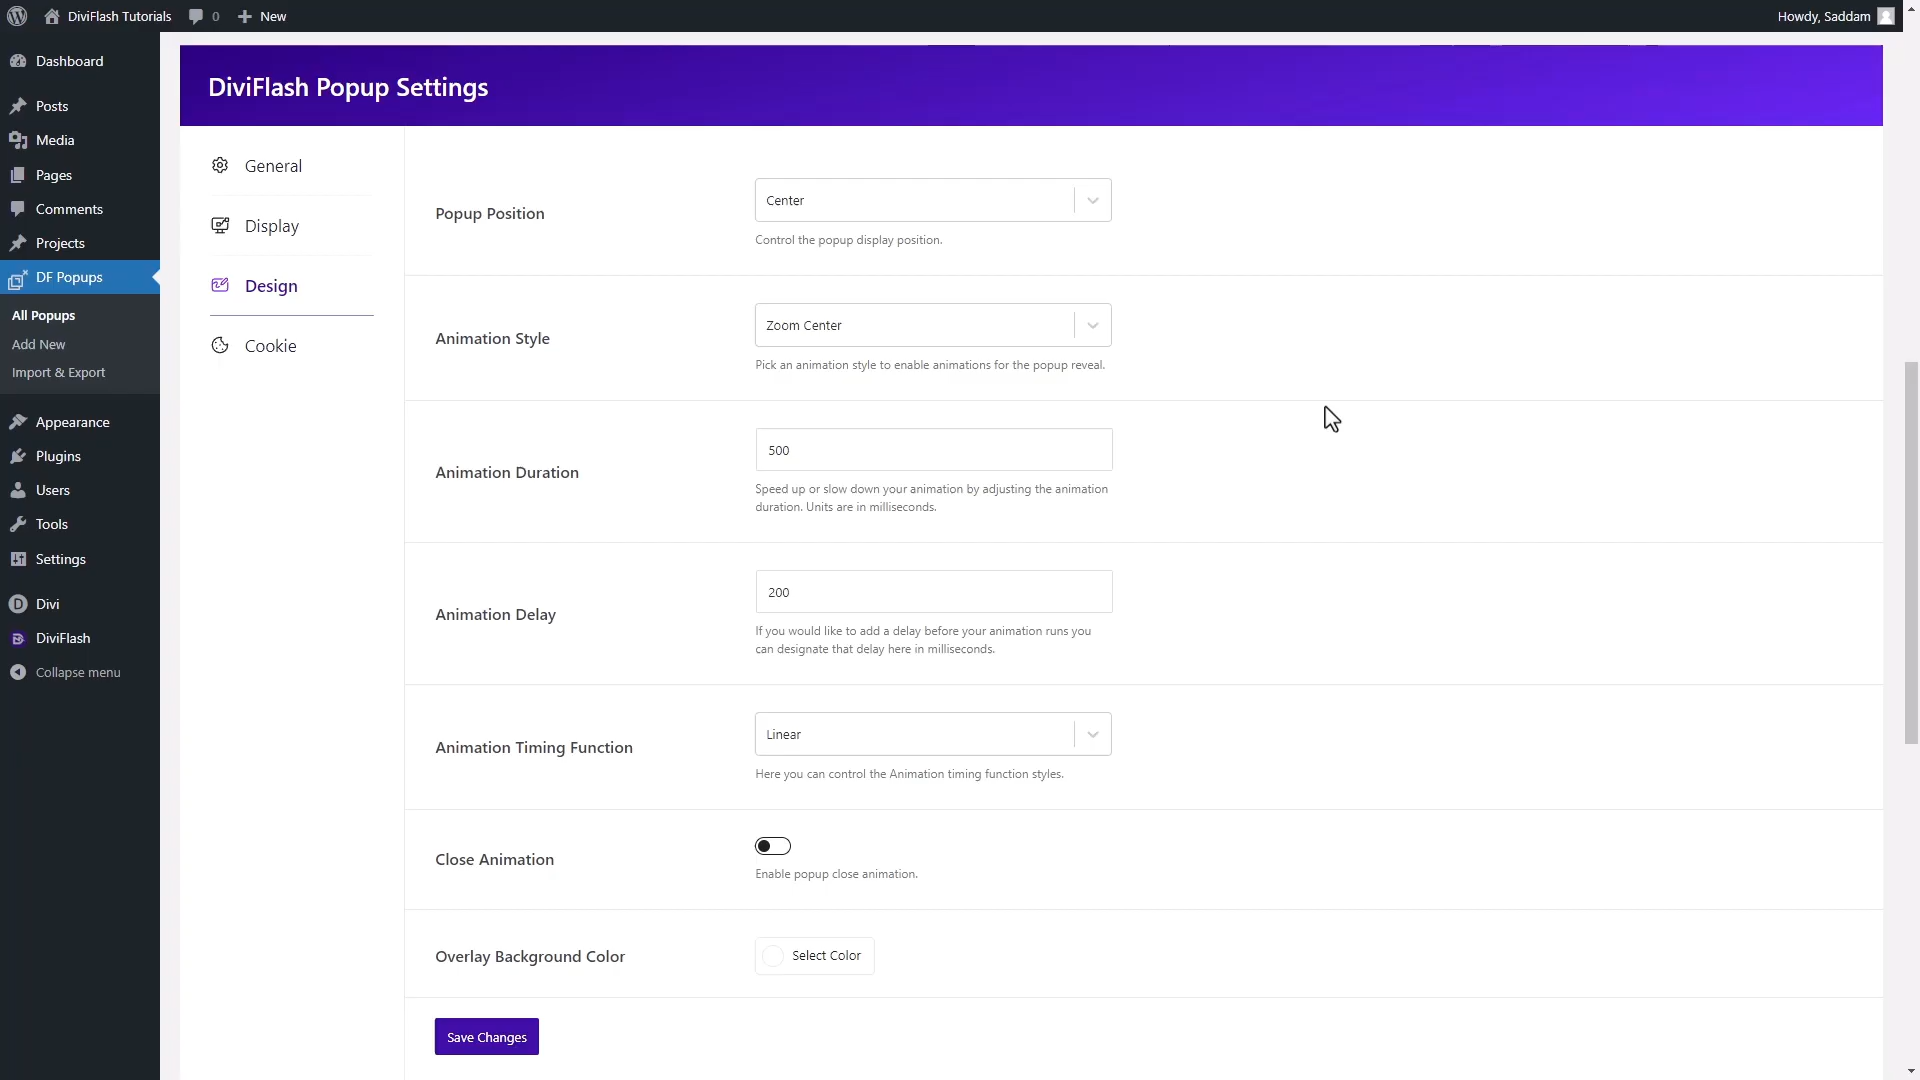 DiviFlash Tutorials
0
New
Howdy, Saddam
Dashboard
Posts
Media
Pages
Comments
Projects
DF Popups
All Popups
Add New
Import & Export
Appearance
Plugins
Users
Tools
Settings
Divi
DiviFlash
Collapse menu
DiviFlash Popup Settings
General
Display
Design
Cookie
Popup Position
Center
Control the popup display position.
Animation Style
Zoom Center
Pick an animation style to enable animations for the popup reveal.
Animation Duration
500
Speed up or slow down your animation by adjusting the animation
duration. Units are in milliseconds.
Animation Delay
200
If you would like to add a delay before your animation runs you
can designate that delay here in milliseconds.
Animation Timing Function
Linear
Here you can control the Animation timing function styles.
Close Animation
Enable popup close animation.
Overlay Background Color
Select Color
Save Changes